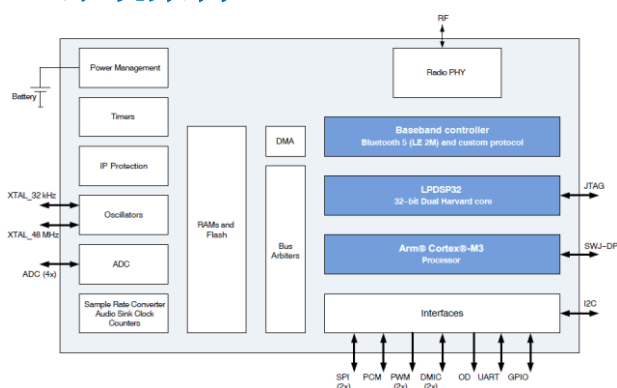 RF
Power Management
Radio PHY
Battery
Timers
Baseband controller
Bluetooth 5 (LE 2M) and custom protocol
DMA
IP Protection
LPDSP32
32-bit Dual Harvard core
JTAG
XTAL_32 kHz
Oscillators
XTAL_48 MHz
RAMs and
Flash
Bus
Arbiters
Arm® Cortex®-M3
Processor
SWJ-DP
ADC
ADC (4x)
Sample Rate Converter
Audio Sink Clock
Counters
Interfaces
I2C
SPI
(2x)
PCM
PWM
(2x)
DMIC
(2x)
OD
UART
GPIO